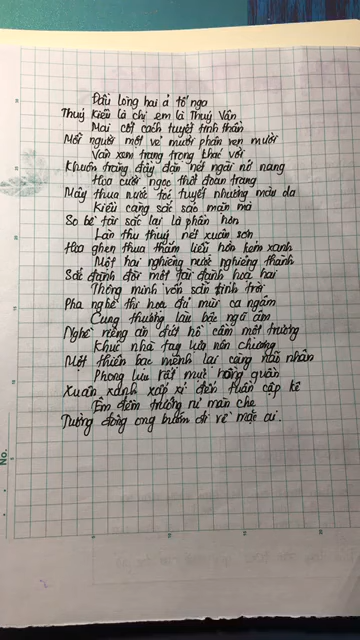 Đầu lòng hai ả tố nga
Thuý Kiều là chị em là Thuý Vân
Mai cốt cách tuyết tinh thần
Mỗi người một vẻ mười phân vẹn mười
Vân xem trang trọng khác vời
Khuôn trăng đầy đặn nét ngài nở nang
Hoa cười ngọc thốt đoan trang
Mây thua nước tóc tuyết nhường màu da
Kiều càng sắc sảo mặn mà
So bề tài sắc lại là phần hơn
Làn thu thuỷ nét xuân sơn
Hoa ghen thua thắm liễu hờn kém xanh
Một hai nghiêng nước nghiêng thành
Sắc đành đòi một tài đành hoạ hai
Thông minh vốn sẵn tính trời
Pha nghề thi hoạ đủ mùi ca ngâm
Cung thương lầu bậc ngũ âm
Nghề riêng ăn đứt hồ cầm một trương
Khúc nhà tay lựa nên chương
Một thiên bạc mệnh lại càng não nhân
Phong lưu rất mực hồng quần
Xuân xanh xấp xỉ đến tuần cập kê
Êm đềm trướng rủ màn che
Tường đông ong bướm đi về mặc ai.
No.